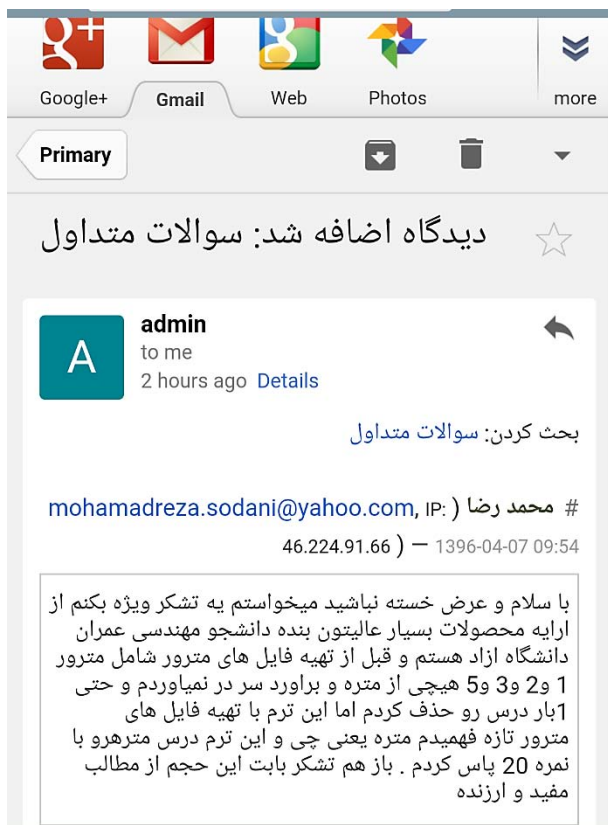 Google+ Gmail Web Photos more
Primary
دیدگاه اضافه شد: سوالات متداول
A
admin
to me
2 hours ago Details
بحث کردن: سوالات متداول
# محمد رضا ( mohamadreza.sodani@yahoo.com, IP:
46.224.91.66 ) — 1396-04-07 09:54
با سلام و عرض خسته نباشید میخواستم یه تشکر ویژه بکنم از
ارایه محصولات بسیار عالیتون بنده دانشجو مهندسی عمران
دانشگاه ازاد هستم و قبل از تهیه فایل های مترور شامل مترور
1 و2 و3 و5 هیچی از متره و براورد سر در نمیاوردم و حتی
1بار درس رو حذف کردم اما این ترم با تهیه فایل های
مترور تازه فهمیدم متره یعنی چی و این ترم درس مترهرو با
نمره 20 پاس کردم . باز هم تشکر بابت این حجم از مطالب
مفید و ارزنده